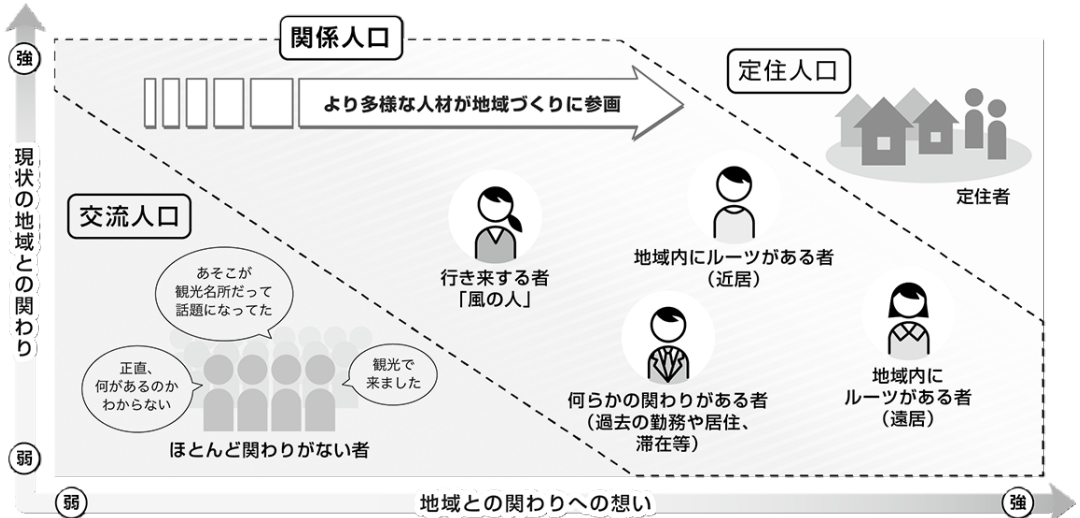 関係人口
強
より多様な人材が地域づくりに参画
定住人口
定住者
現状の地域との関わり
交流人口
あそこが
観光名所だって
話題になってた
正直、
何があるのか
わからない
観光で
来ました
ほとんど関わりがない者
行き来する者
「風の人」
地域内にルーツがある者
（近居）
何らかの関わりがある者
（過去の勤務や居住、
滞在等）
地域内に
ルーツがある者
（遠居）
弱
弱
地域との関わりへの想い
強